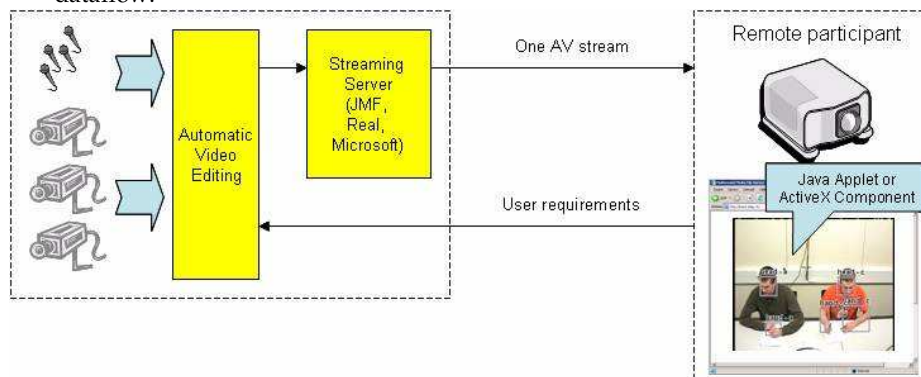 dataflow.
Automatic
Video
Editing
Streaming
Server
(JMF,
Real,
Microsoft)
One AV stream
User requirements
Remote participant
Java Applet or
ActiveX Component